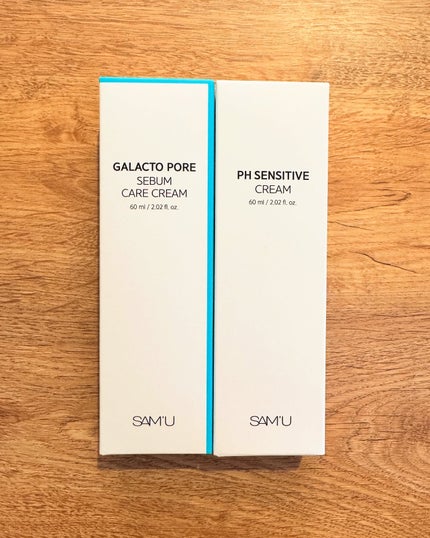 GALACTO PORE
SEBUM
CARE CREAM
60 ml / 2.02 fl. oz.
SAM'U
PH SENSITIVE
CREAM
60 ml / 2.02 fl. oz.
SAM'U